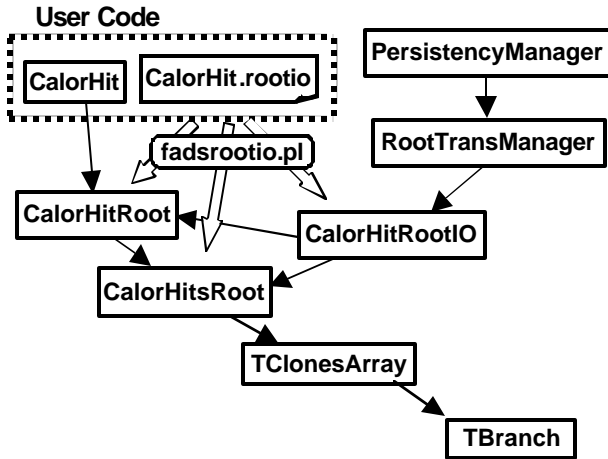 User Code
CalorHit
CalorHit.rootio
PersistencyManager
fadsrootio.pl
RootTransManager
CalorHitRoot
CalorHitRootIO
CalorHitsRoot
TClonesArray
TBranch